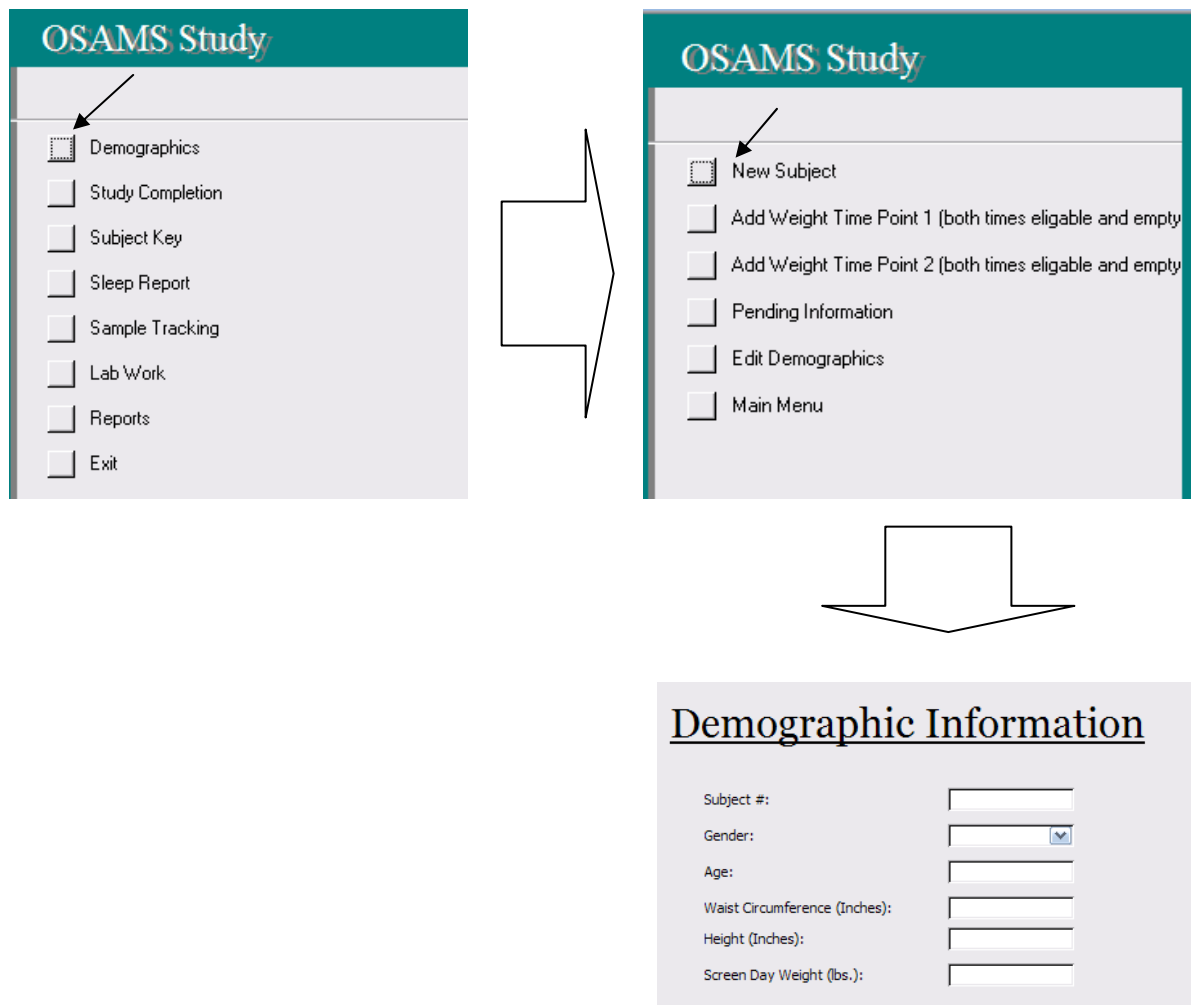 OSAMS Study
Demographics
Study Completion
Subject Key
Sleep Report
Sample Tracking
Lab Work
Reports
Exit
OSAMS Study
New Subject
Add Weight Time Point 1 (both times eligable and empty
Add Weight Time Point 2 (both times eligable and empty
Pending Information
Edit Demographics
Main Menu
Demographic Information
Subject #:
Gender:
Age:
Waist Circumference (Inches):
Height (Inches):
Screen Day Weight (lbs.):